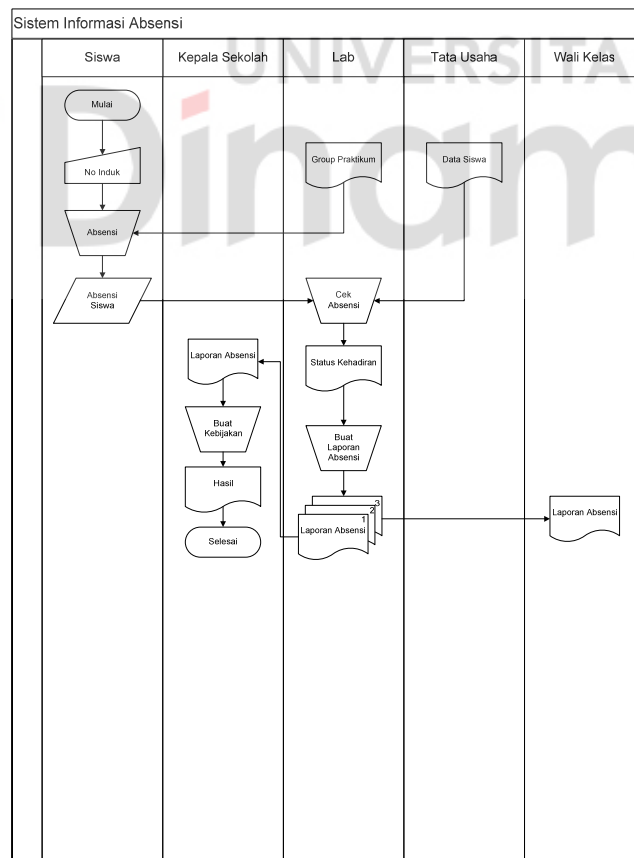 Sistem Informasi Absensi
Siswa
Kepala Sekolah
Lab
Tata Usaha
Wali Kelas
UNIVERSITA
Dinam
Mulai
No Induk
Group Praktikum
Data Siswa
Absensi
Absensi
Siswa
Cek
Absensi
Laporan Absensi
Status Kehadiran
Buat
Kebijakan
Buat
Laporan
Absensi
Hasil
3
2
1
Laporan Absensi
Laporan Absensi
Selesai